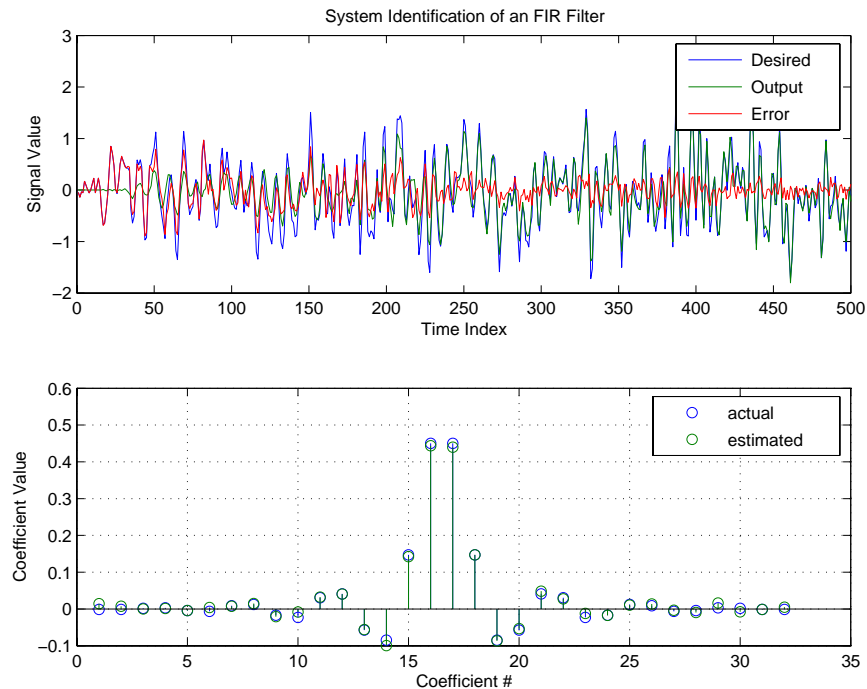 System Identification of an FIR Filter
3
2
1
0
−1
−2
Signal Value
Desired
Output
Error
0 50 100 150 200 250 300 350 400 450 500
Time Index
0.6
0.5
0.4
0.3
0.2
0.1
0
−0.1
Coefficient Value
actual
estimated
0 5 10 15 20 25 30 35
Coefficient #